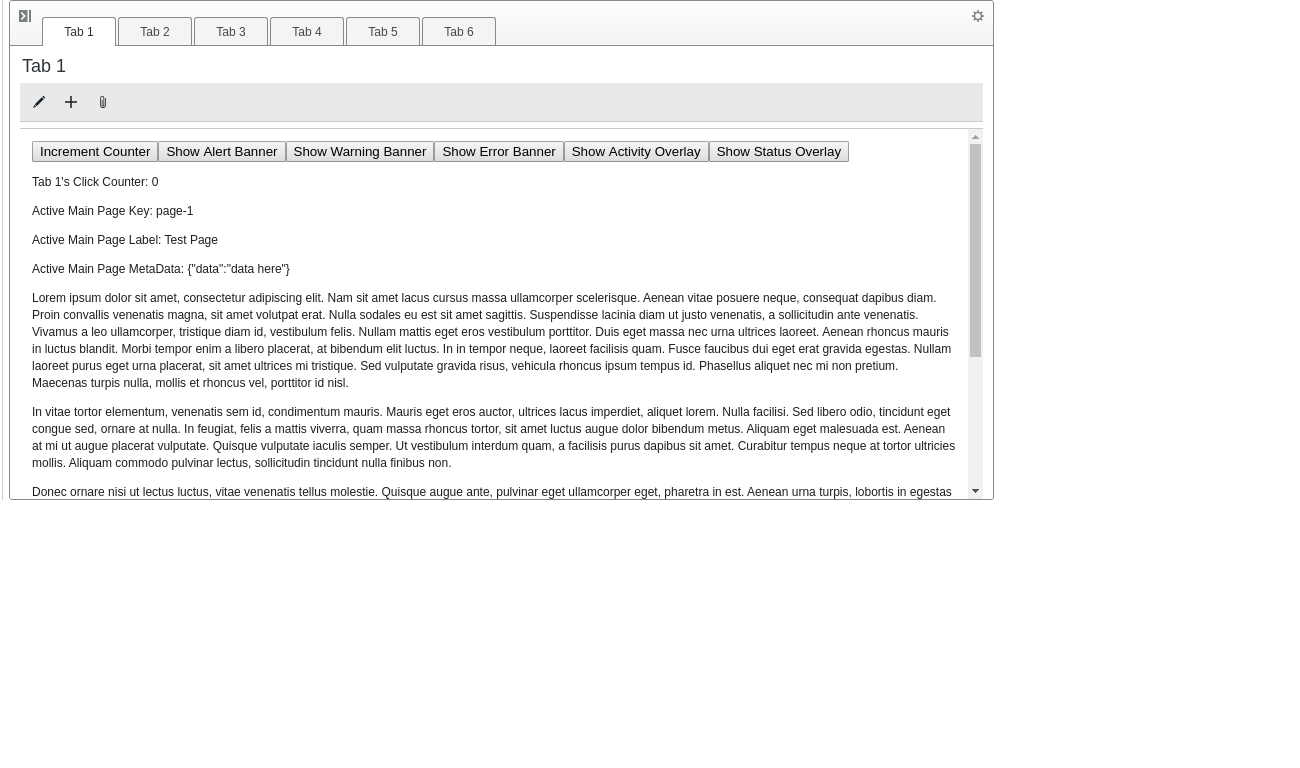 Tab 1 Tab 2 Tab 3 Tab 4 Tab 5 Tab 6
Tab 1
Increment Counter Show Alert Banner Show Warning Banner Show Error Banner Show Activity Overlay Show Status Overlay
Tab 1's Click Counter: 0
Active Main Page Key: page-1
Active Main Page Label: Test Page
Active Main Page MetaData: {"data":"data here"}
Lorem ipsum dolor sit amet, consectetur adipiscing elit. Nam sit amet lacus cursus massa ullamcorper scelerisque. Aenean vitae posuere neque, consequat dapibus diam.
Proin convallis venenatis magna, sit amet volutpat erat. Nulla sodales eu est sit amet sagittis. Suspendisse lacinia diam ut justo venenatis, a sollicitudin ante venenatis.
Vivamus a leo ullamcorper, tristique diam id, vestibulum felis. Nullam mattis eget eros vestibulum porttitor. Duis eget massa nec urna ultrices laoreet. Aenean rhoncus mauris
in luctus blandit. Morbi tempor enim a libero placerat, at bibendum elit luctus. In in tempor neque, laoreet facilisis quam. Fusce faucibus dui eget erat gravida egestas. Nullam
laoreet purus eget urna placerat, sit amet ultrices mi tristique. Sed vulputate gravida risus, vehicula rhoncus ipsum tempus id. Phasellus aliquet nec mi non pretium.
Maecenas turpis nulla, mollis et rhoncus vel, porttitor id nisl.
In vitae tortor elementum, venenatis sem id, condimentum mauris. Mauris eget eros auctor, ultrices lacus imperdiet, aliquet lorem. Nulla facilisi. Sed libero odio, tincidunt eget
congue sed, ornare at nulla. In feugiat, felis a mattis viverra, quam massa rhoncus tortor, sit amet luctus augue dolor bibendum metus. Aliquam eget malesuada est. Aenean
at mi ut augue placerat vulputate. Quisque vulputate iaculis semper. Ut vestibulum interdum quam, a facilisis purus dapibus sit amet. Curabitur tempus neque at tortor ultricies
mollis. Aliquam commodo pulvinar lectus, sollicitudin tincidunt nulla finibus non.
Donec ornare nisi ut lectus luctus, vitae venenatis tellus molestie. Quisque augue ante, pulvinar eget ullamcorper eget, pharetra in est. Aenean urna turpis, lobortis in egestas